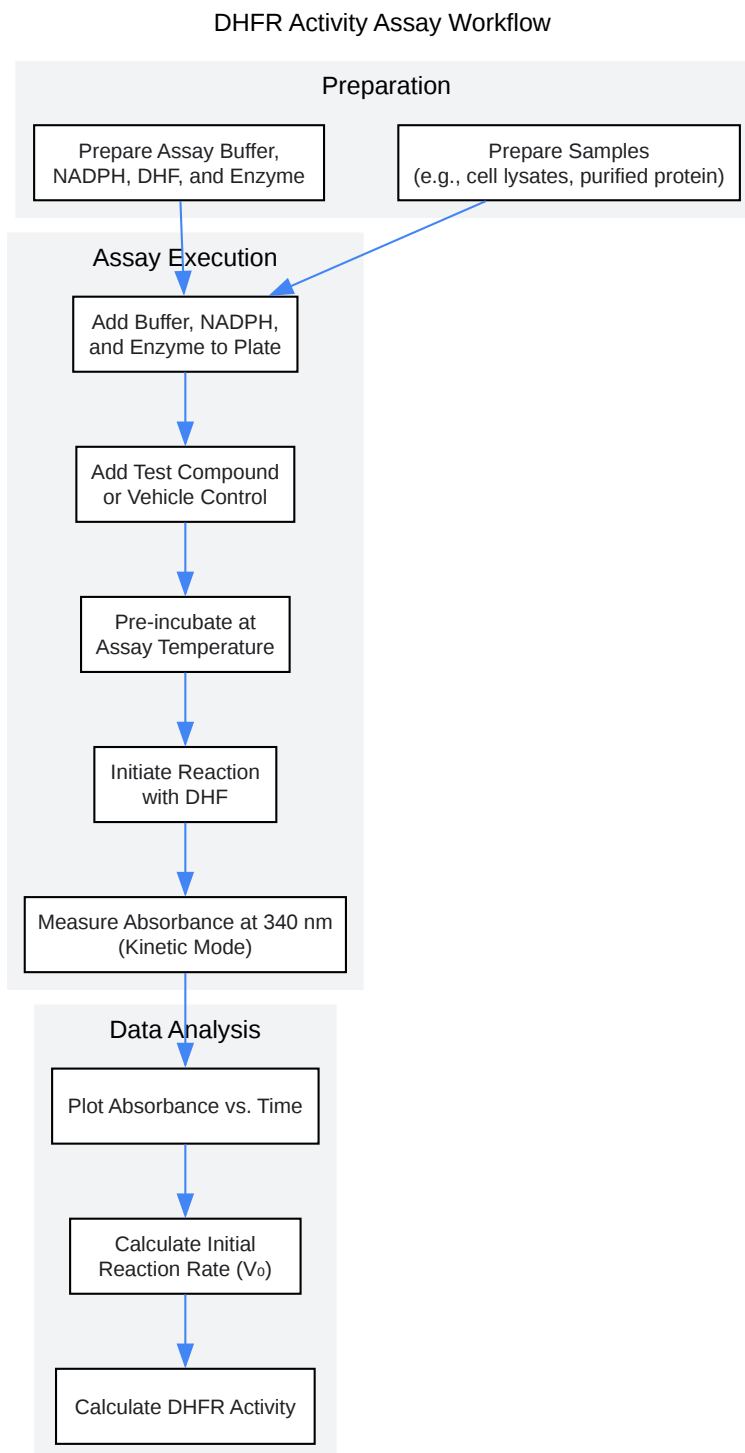 DHFR Activity Assay Workflow
Preparation
Prepare Assay Buffer,
NADPH, DHF, and Enzyme
Prepare Samples
(e.g., cell lysates, purified protein)
Assay Execution
Add Buffer, NADPH,
and Enzyme to Plate
Add Test Compound
or Vehicle Control
Pre-incubate at
Assay Temperature
Initiate Reaction
with DHF
Measure Absorbance at 340 nm
(Kinetic Mode)
Data Analysis
Plot Absorbance vs. Time
Calculate Initial
Reaction Rate (V₀)
Calculate DHFR Activity